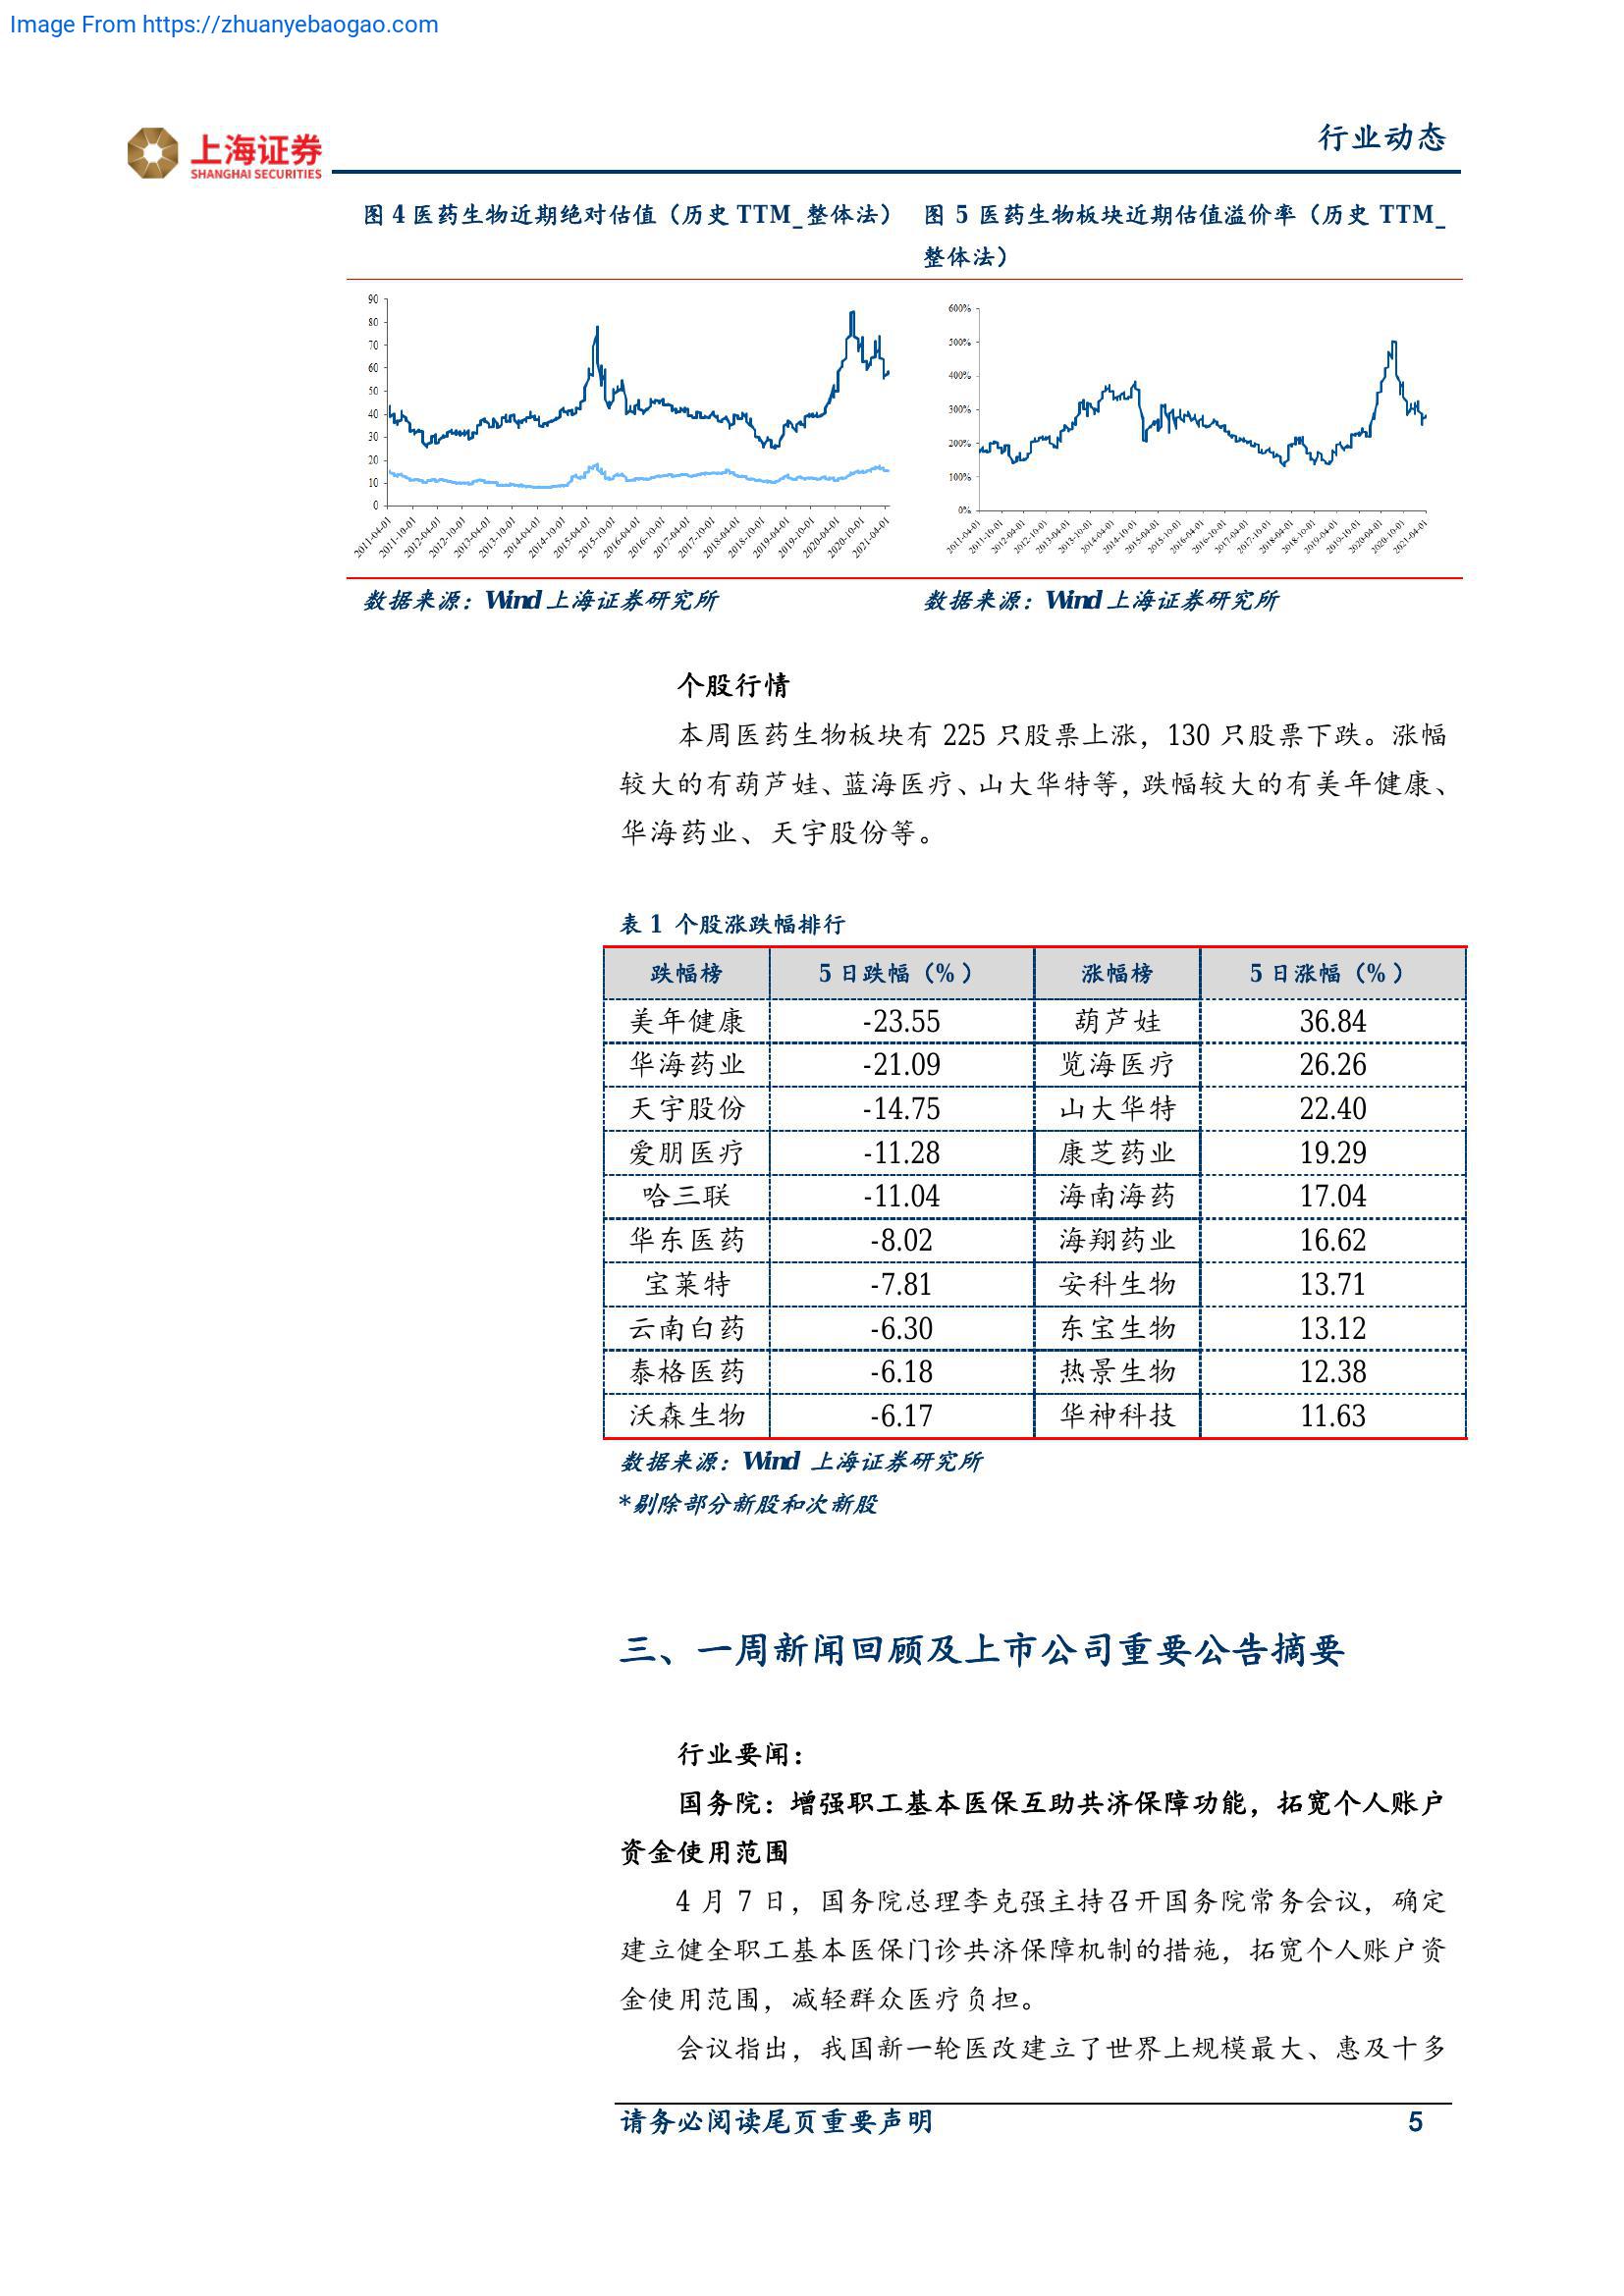 Image From https://zhuanyebaogao.com
上海证券
SHANGHAI SECURITIES
行业动态
图 4 医药生物近期绝对估值（历史 TTM_整体法）
图 5 医药生物板块近期估值溢价率（历史 TTM_
整体法）
90
80
70
60
50
40
30
20
10
0
2011-04-01
2011-10-01
2012-04-01
2012-10-01
2013-04-01
2013-10-01
2014-04-01
2014-10-01
2015-04-01
2015-10-01
2016-04-01
2016-10-01
2017-04-01
2017-10-01
2018-04-01
2018-10-01
2019-04-01
2019-10-01
2020-04-01
2020-10-01
2021-04-01
600%
500%
400%
300%
200%
100%
0%
2011-04-01
2011-10-01
2012-04-01
2012-10-01
2013-04-01
2013-10-01
2014-04-01
2014-10-01
2015-04-01
2015-10-01
2016-04-01
2016-10-01
2017-04-01
2017-10-01
2018-04-01
2018-10-01
2019-04-01
2019-10-01
2020-04-01
2020-10-01
2021-04-01
数据来源：Wind 上海证券研究所
数据来源：Wind 上海证券研究所
个股行情
本周医药生物板块有 225 只股票上涨，130 只股票下跌。涨幅
较大的有葫芦娃、蓝海医疗、山大华特等，跌幅较大的有美年健康、
华海药业、天宇股份等。
表 1 个股涨跌幅排行
跌幅榜 5 日跌幅（%） 涨幅榜 5 日涨幅（%）
美年健康 -23.55 葫芦娃 36.84
华海药业 -21.09 览海医疗 26.26
天宇股份 -14.75 山大华特 22.40
爱朋医疗 -11.28 康芝药业 19.29
哈三联 -11.04 海南海药 17.04
华东医药 -8.02 海翔药业 16.62
宝莱特 -7.81 安科生物 13.71
云南白药 -6.30 东宝生物 13.12
泰格医药 -6.18 热景生物 12.38
沃森生物 -6.17 华神科技 11.63
数据来源：Wind 上海证券研究所
*剔除部分新股和次新股
三、一周新闻回顾及上市公司重要公告摘要
行业要闻：
国务院：增强职工基本医保互助共济保障功能，拓宽个人账户
资金使用范围
4 月 7 日，国务院总理李克强主持召开国务院常务会议，确定
建立健全职工基本医保门诊共济保障机制的措施，拓宽个人账户资
金使用范围，减轻群众医疗负担。
会议指出，我国新一轮医改建立了世界上规模最大、惠及十多
请务必阅读尾页重要声明
5